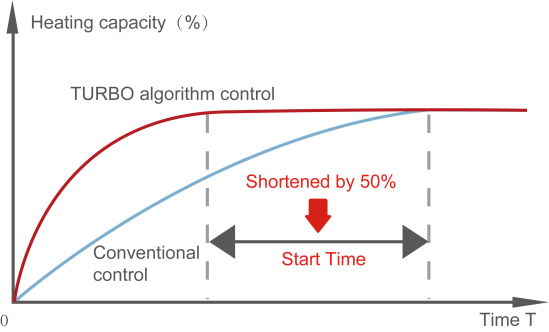 Heating capacity（%）
TURBO algorithm control
Shortened by 50%
Conventional
control
Start Time
0
Time T